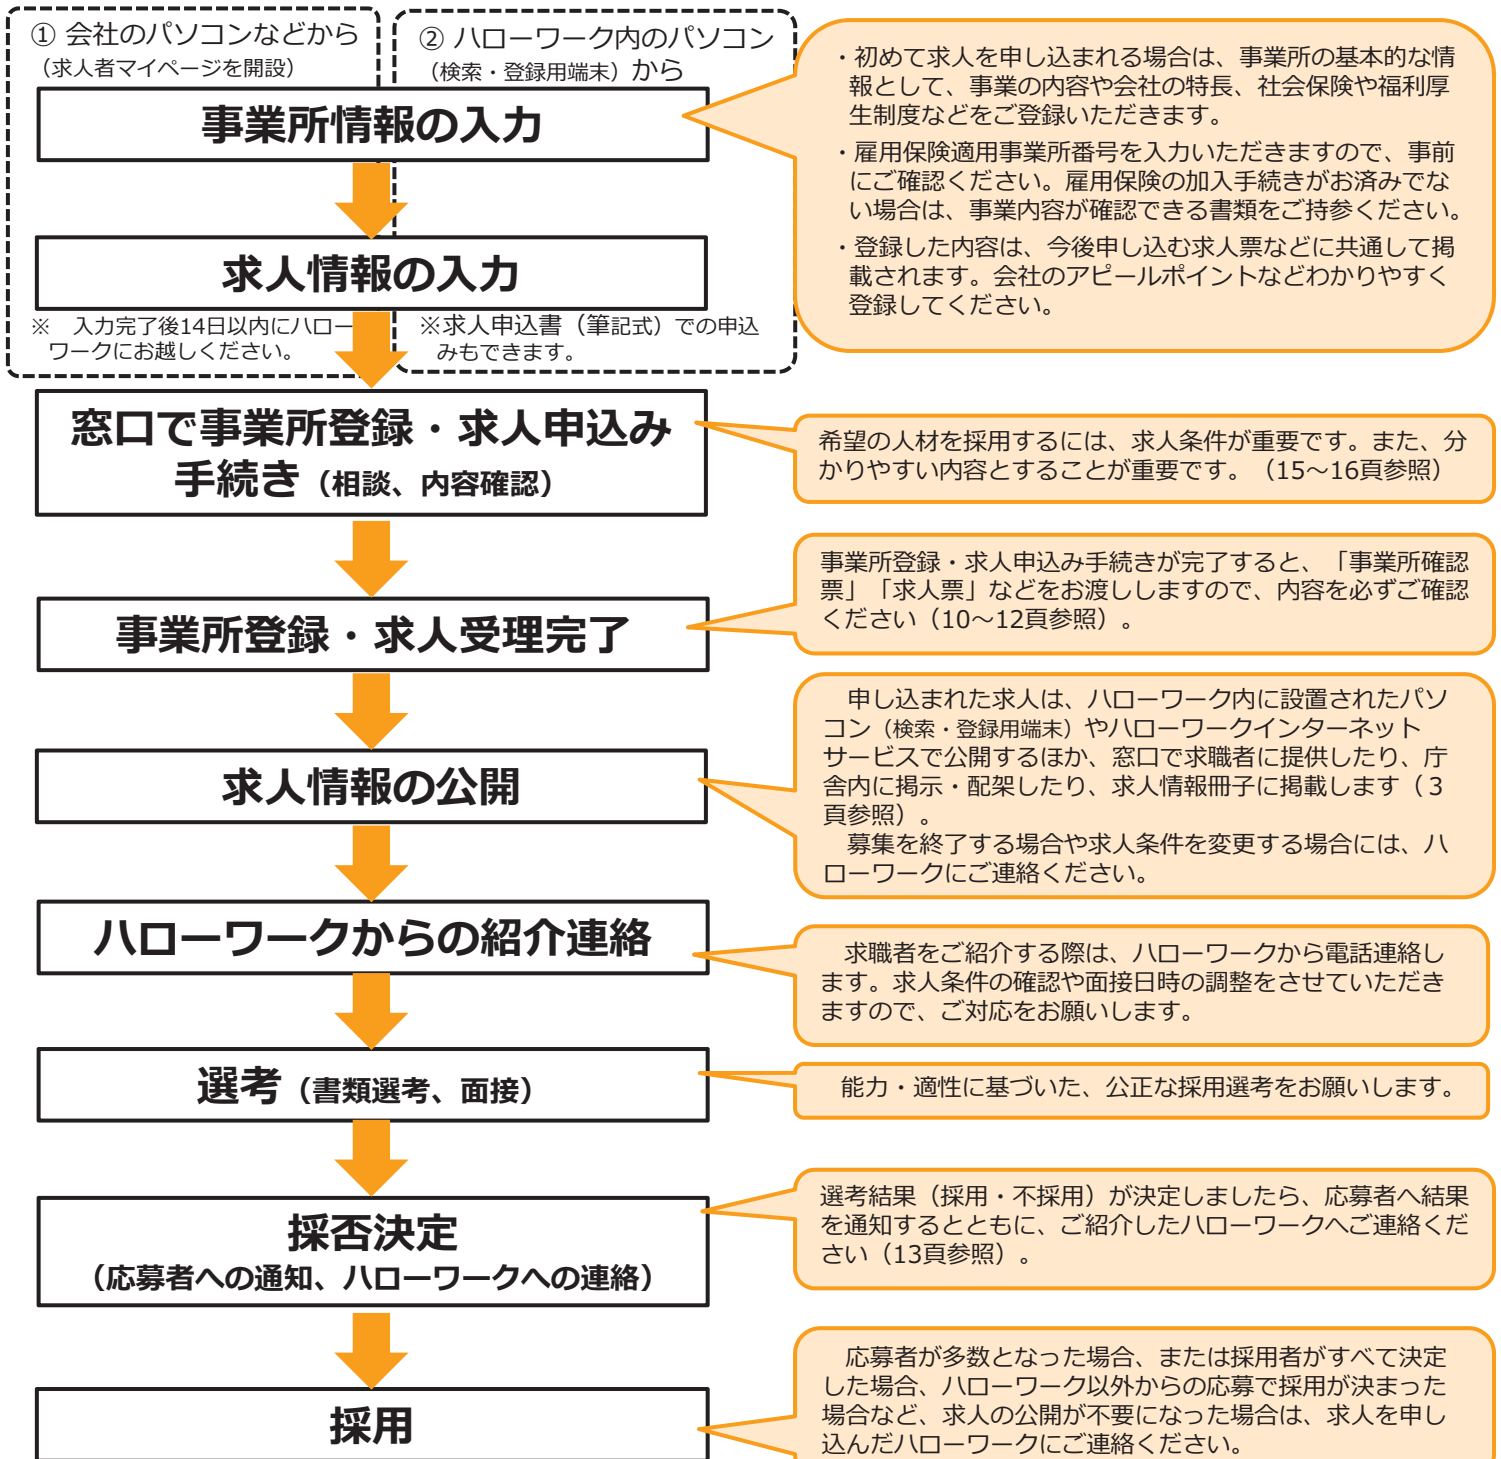 ① 会社のパソコンなどから
（求人者マイページを開設）
② ハローワーク内のパソコン
（検索・登録用端末）から
事業所情報の入力
・初めて求人を申し込まれる場合は、事業所の基本的な情
報として、事業の内容や会社の特長、社会保険や福利厚
生制度などをご登録いただきます。
・雇用保険適用事業所番号を入力いただきますので、事前
にご確認ください。雇用保険の加入手続きがお済みでな
い場合は、事業内容が確認できる書類をご持参ください。
・登録した内容は、今後申し込む求人票などに共通して掲
載されます。会社のアピールポイントなどわかりやすく
登録してください。
求人情報の入力
※　入力完了後14日以内にハロー
ワークにお越しください。
※求人申込書（筆記式）での申込
みもできます。
窓口で事業所登録・求人申込み
手続き（相談、内容確認）
希望の人材を採用するには、求人条件が重要です。また、分
かりやすい内容とすることが重要です。（15～16頁参照）
事業所登録・求人受理完了
事業所登録・求人申込み手続きが完了すると、「事業所確認
票」「求人票」などをお渡ししますので、内容を必ずご確認
ください（10～12頁参照）。
求人情報の公開
申し込まれた求人は、ハローワーク内に設置されたパソ
コン（検索・登録用端末）やハローワークインターネット
サービスで公開するほか、窓口で求職者に提供したり、庁
舎内に掲示・配架したり、求人情報冊子に掲載します（３
頁参照）。
募集を終了する場合や求人条件を変更する場合には、ハ
ローワークにご連絡ください。
ハローワークからの紹介連絡
求職者をご紹介する際は、ハローワークから電話連絡し
ます。求人条件の確認や面接日時の調整をさせていただき
ますので、ご対応をお願いします。
選考（書類選考、面接）
能力・適性に基づいた、公正な採用選考をお願いします。
採否決定
（応募者への通知、ハローワークへの連絡）
選考結果（採用・不採用）が決定しましたら、応募者へ結果
を通知するとともに、ご紹介したハローワークへご連絡くだ
さい（13頁参照）。
採用
応募者が多数となった場合、または採用者がすべて決定
した場合、ハローワーク以外からの応募で採用が決まった
場合など、求人の公開が不要になった場合は、求人を申し
込んだハローワークにご連絡ください。